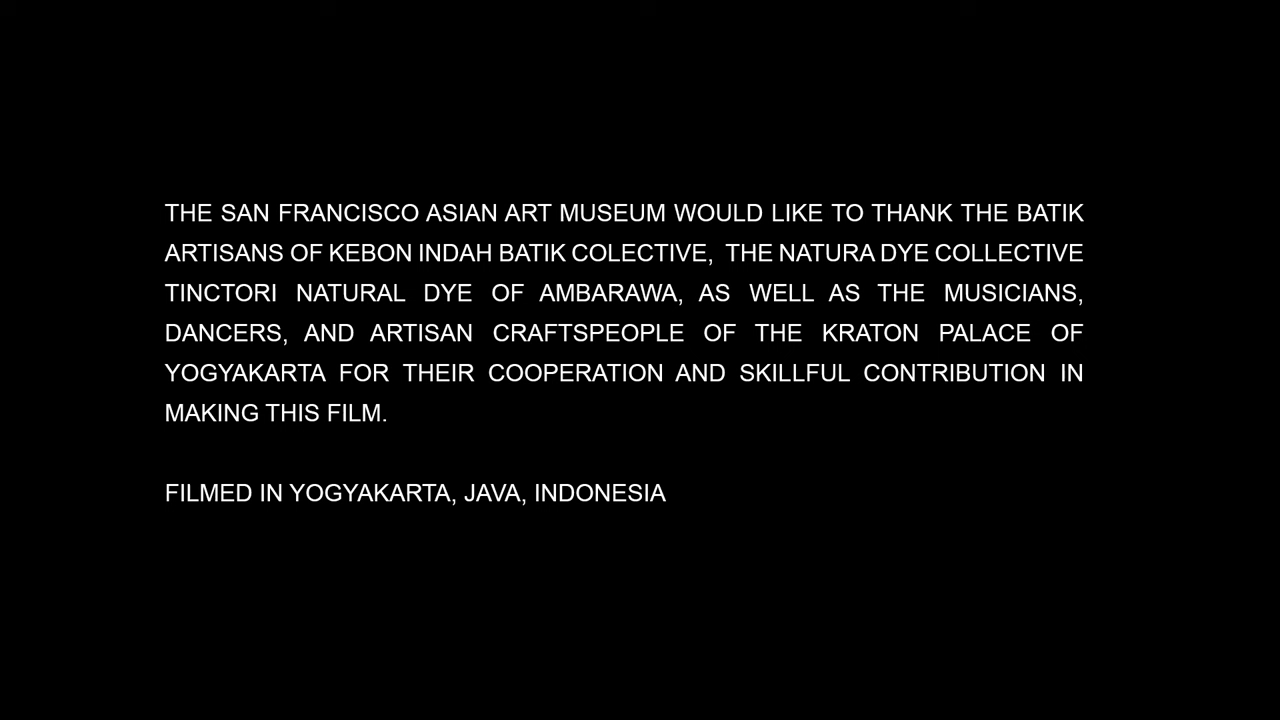 THE SAN FRANCISCO ASIAN ART MUSEUM WOULD LIKE TO THANK THE BATIK
ARTISANS OF KEBON INDAH BATIK COLECTIVE, THE NATURA DYE COLLECTIVE
TINCTORI NATURAL DYE OF AMBARAWA, AS WELL AS THE MUSICIANS,
DANCERS, AND ARTISAN CRAFTSPEOPLE OF THE KRATON PALACE OF
YOGYAKARTA FOR THEIR COOPERATION AND SKILLFUL CONTRIBUTION IN
MAKING THIS FILM.
FILMED IN YOGYAKARTA, JAVA, INDONESIA